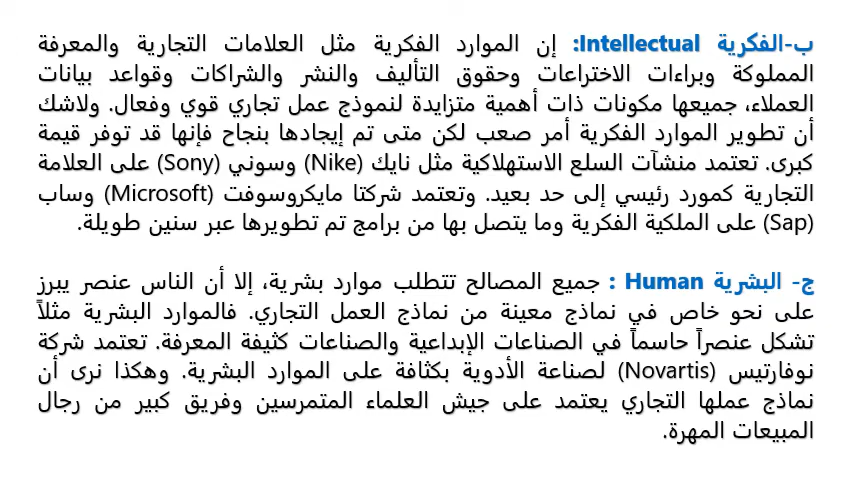 ب-الفكرية Intellectual: إن الموارد الفكرية مثل العلامات التجارية والمعرفة
المملوكة وبراءات الاختراعات وحقوق التأليف والنشر والشراكات وقواعد بيانات
العملاء، جميعها مكونات ذات أهمية متزايدة لنموذج عمل تجاري قوي وفعال. ولاشك
أن تطوير الموارد الفكرية أمر صعب لكن متى تم إيجادها بنجاح فإنها قد توفر قيمة
كبرى. تعتمد منشآت السلع الاستهلاكية مثل نايك (Nike) وسوني (Sony) على العلامة
التجارية كمورد رئيسي إلى حد بعيد. وتعتمد شركتا مايكروسوفت (Microsoft) وساب
(Sap) على الملكية الفكرية وما يتصل بها من برامج تم تطويرها عبر سنين طويلة.
ج- البشرية Human : جميع المصالح تتطلب موارد بشرية، إلا أن الناس عنصر يبرز
على نحو خاص في نماذج معينة من نماذج العمل التجاري. فالموارد البشرية مثلاً
تشكل عنصراً حاسماً في الصناعات الإبداعية والصناعات كثيفة المعرفة. تعتمد شركة
نوفارتيس (Novartis) لصناعة الأدوية بكثافة على الموارد البشرية. وهكذا نرى أن
نماذج عملها التجاري يعتمد على جيش العلماء المتمرسين وفريق كبير من رجال
المبيعات المهرة.